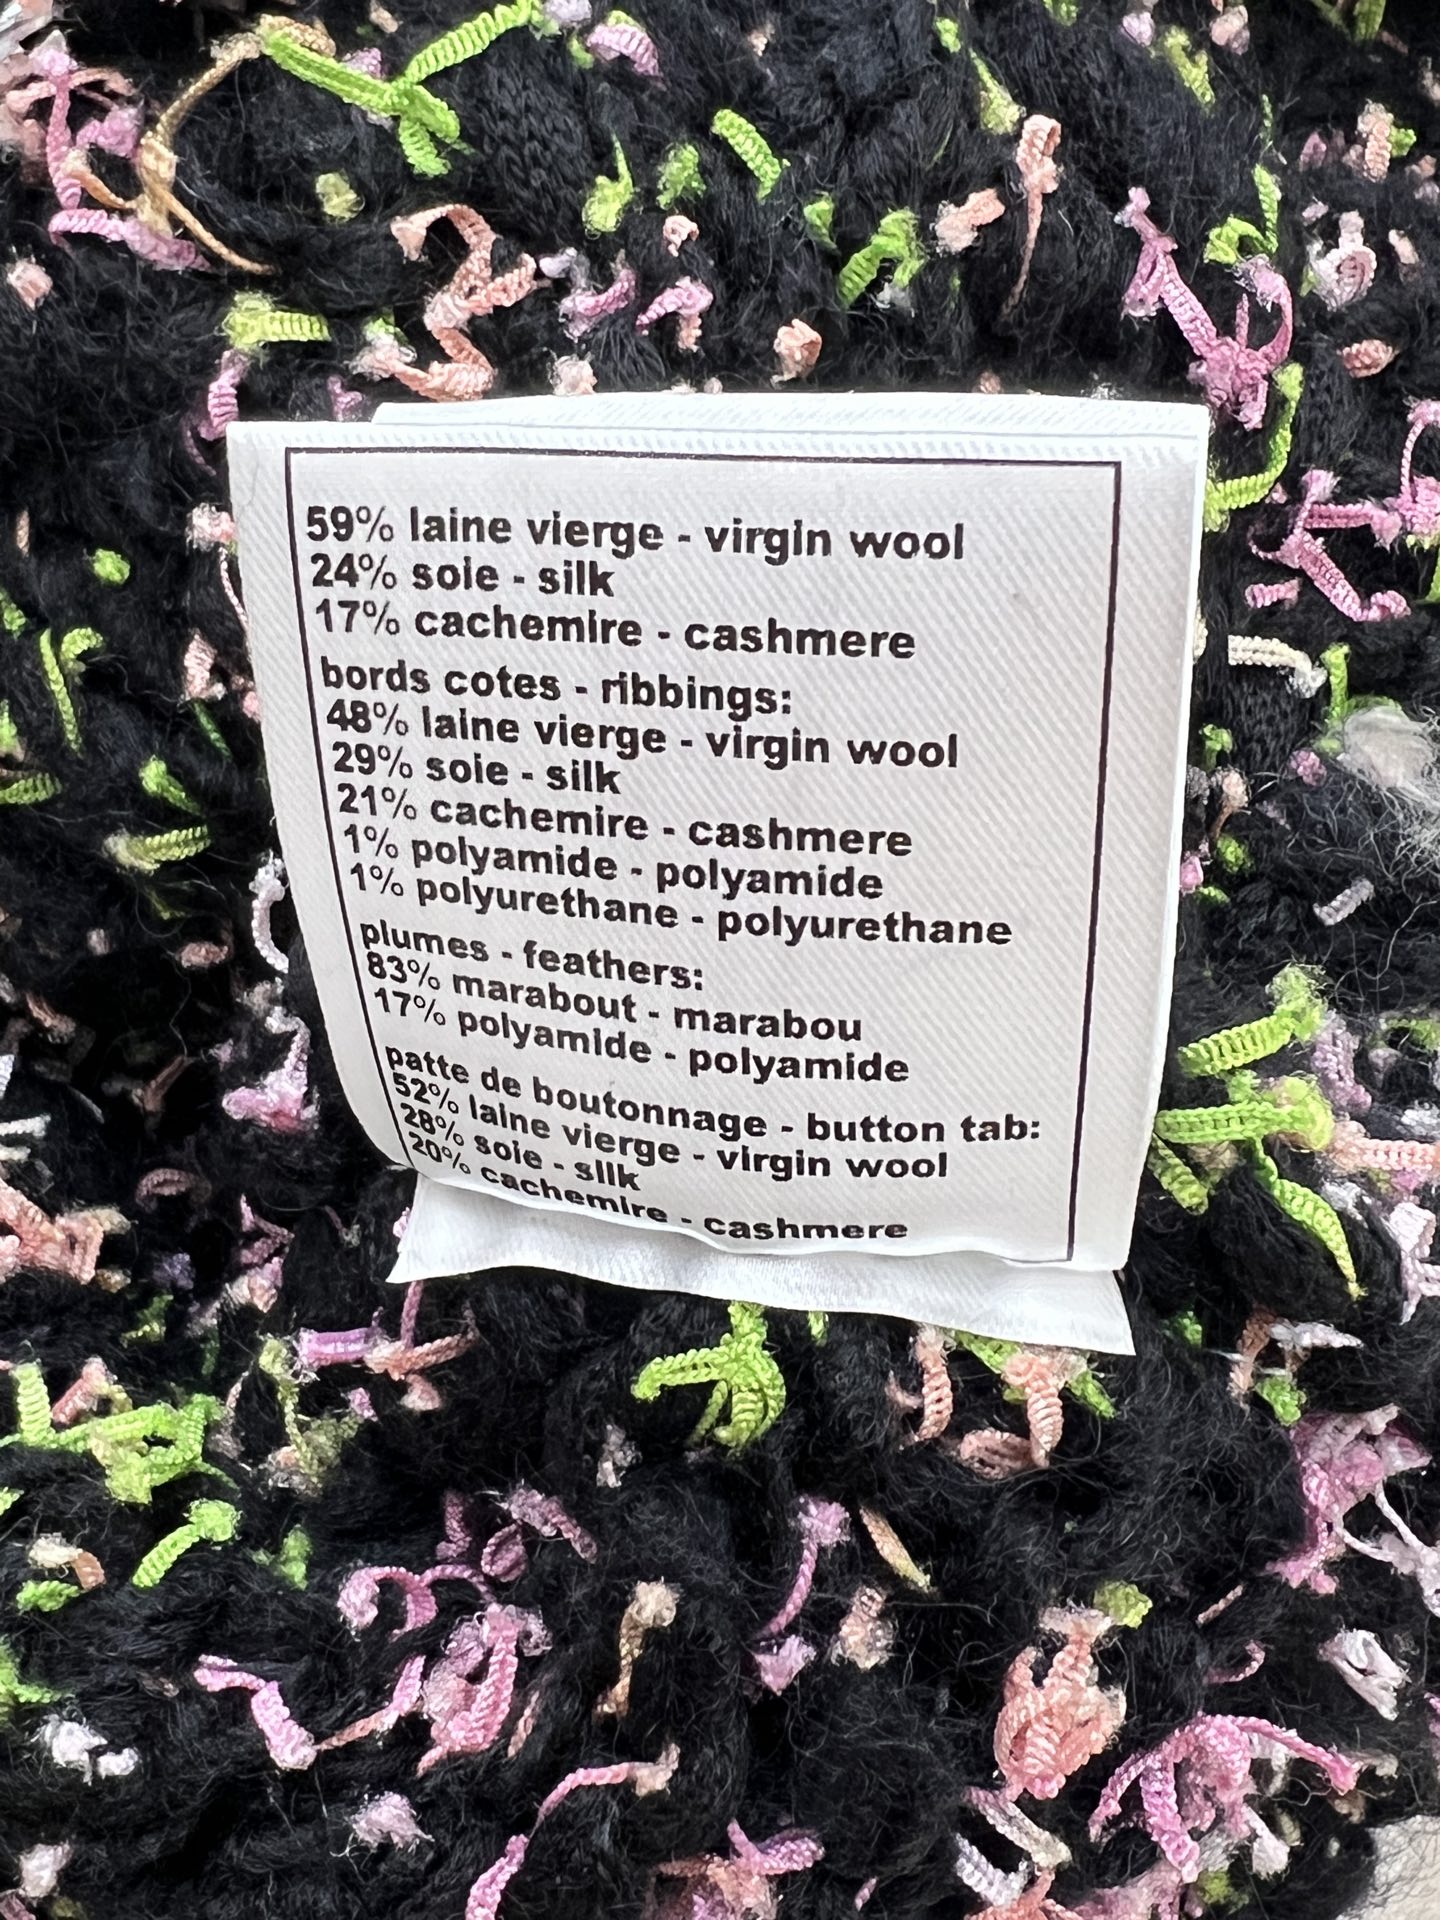 59% laine vierge - virgin wool
24% soie - silk
17% cachemire - cashmere
bords cotes - ribbings:
48% laine vierge - virgin wool
29% soie - silk
21% cachemire - cashmere
1% polyamide - polyamide
1% polyurethane - polyurethane
plumes - feathers:
83% marabout - marabou
17% polyamide - polyamide
patte de boutonnage - button tab:
52% laine vierge - virgin wool
28% soie - silk
20% cachemire - cashmere